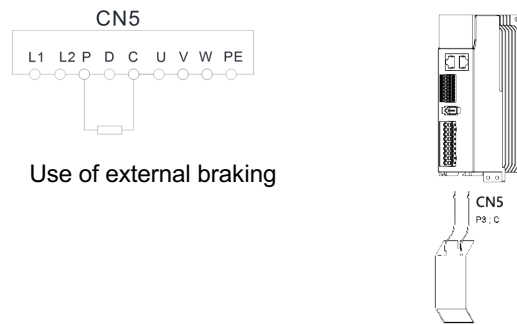 CN5
L1 L2 P D C U V W PE
Use of external braking
CN5
P3 ; C